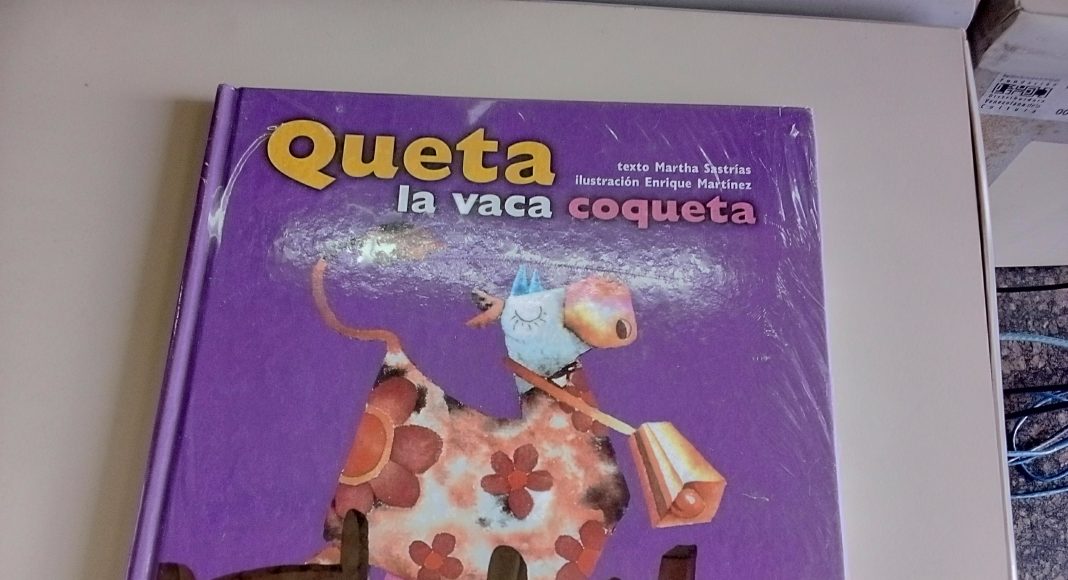 Queta
texto Martha Sastrías
ilustración Enrique Martínez
la vaca coqueta